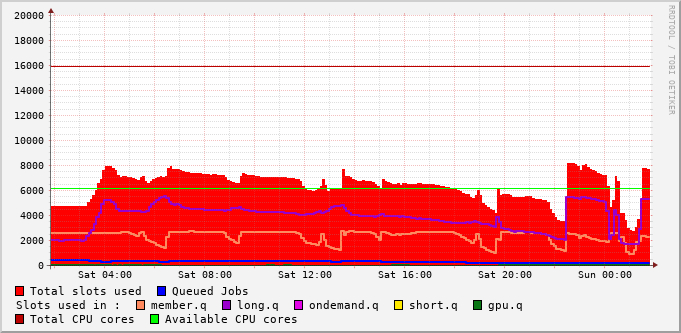 20000
18000
16000
14000
12000
10000
8000
6000
4000
2000
0
Sat 04:00 Sat 08:00 Sat 12:00 Sat 16:00 Sat 20:00 Sun 00:00
Total slots used Queued Jobs
Slots used in : member.q long.q ondemand.q short.q gpu.q
Total CPU cores Available CPU cores
RRDTOOL / TOBI OETIKER